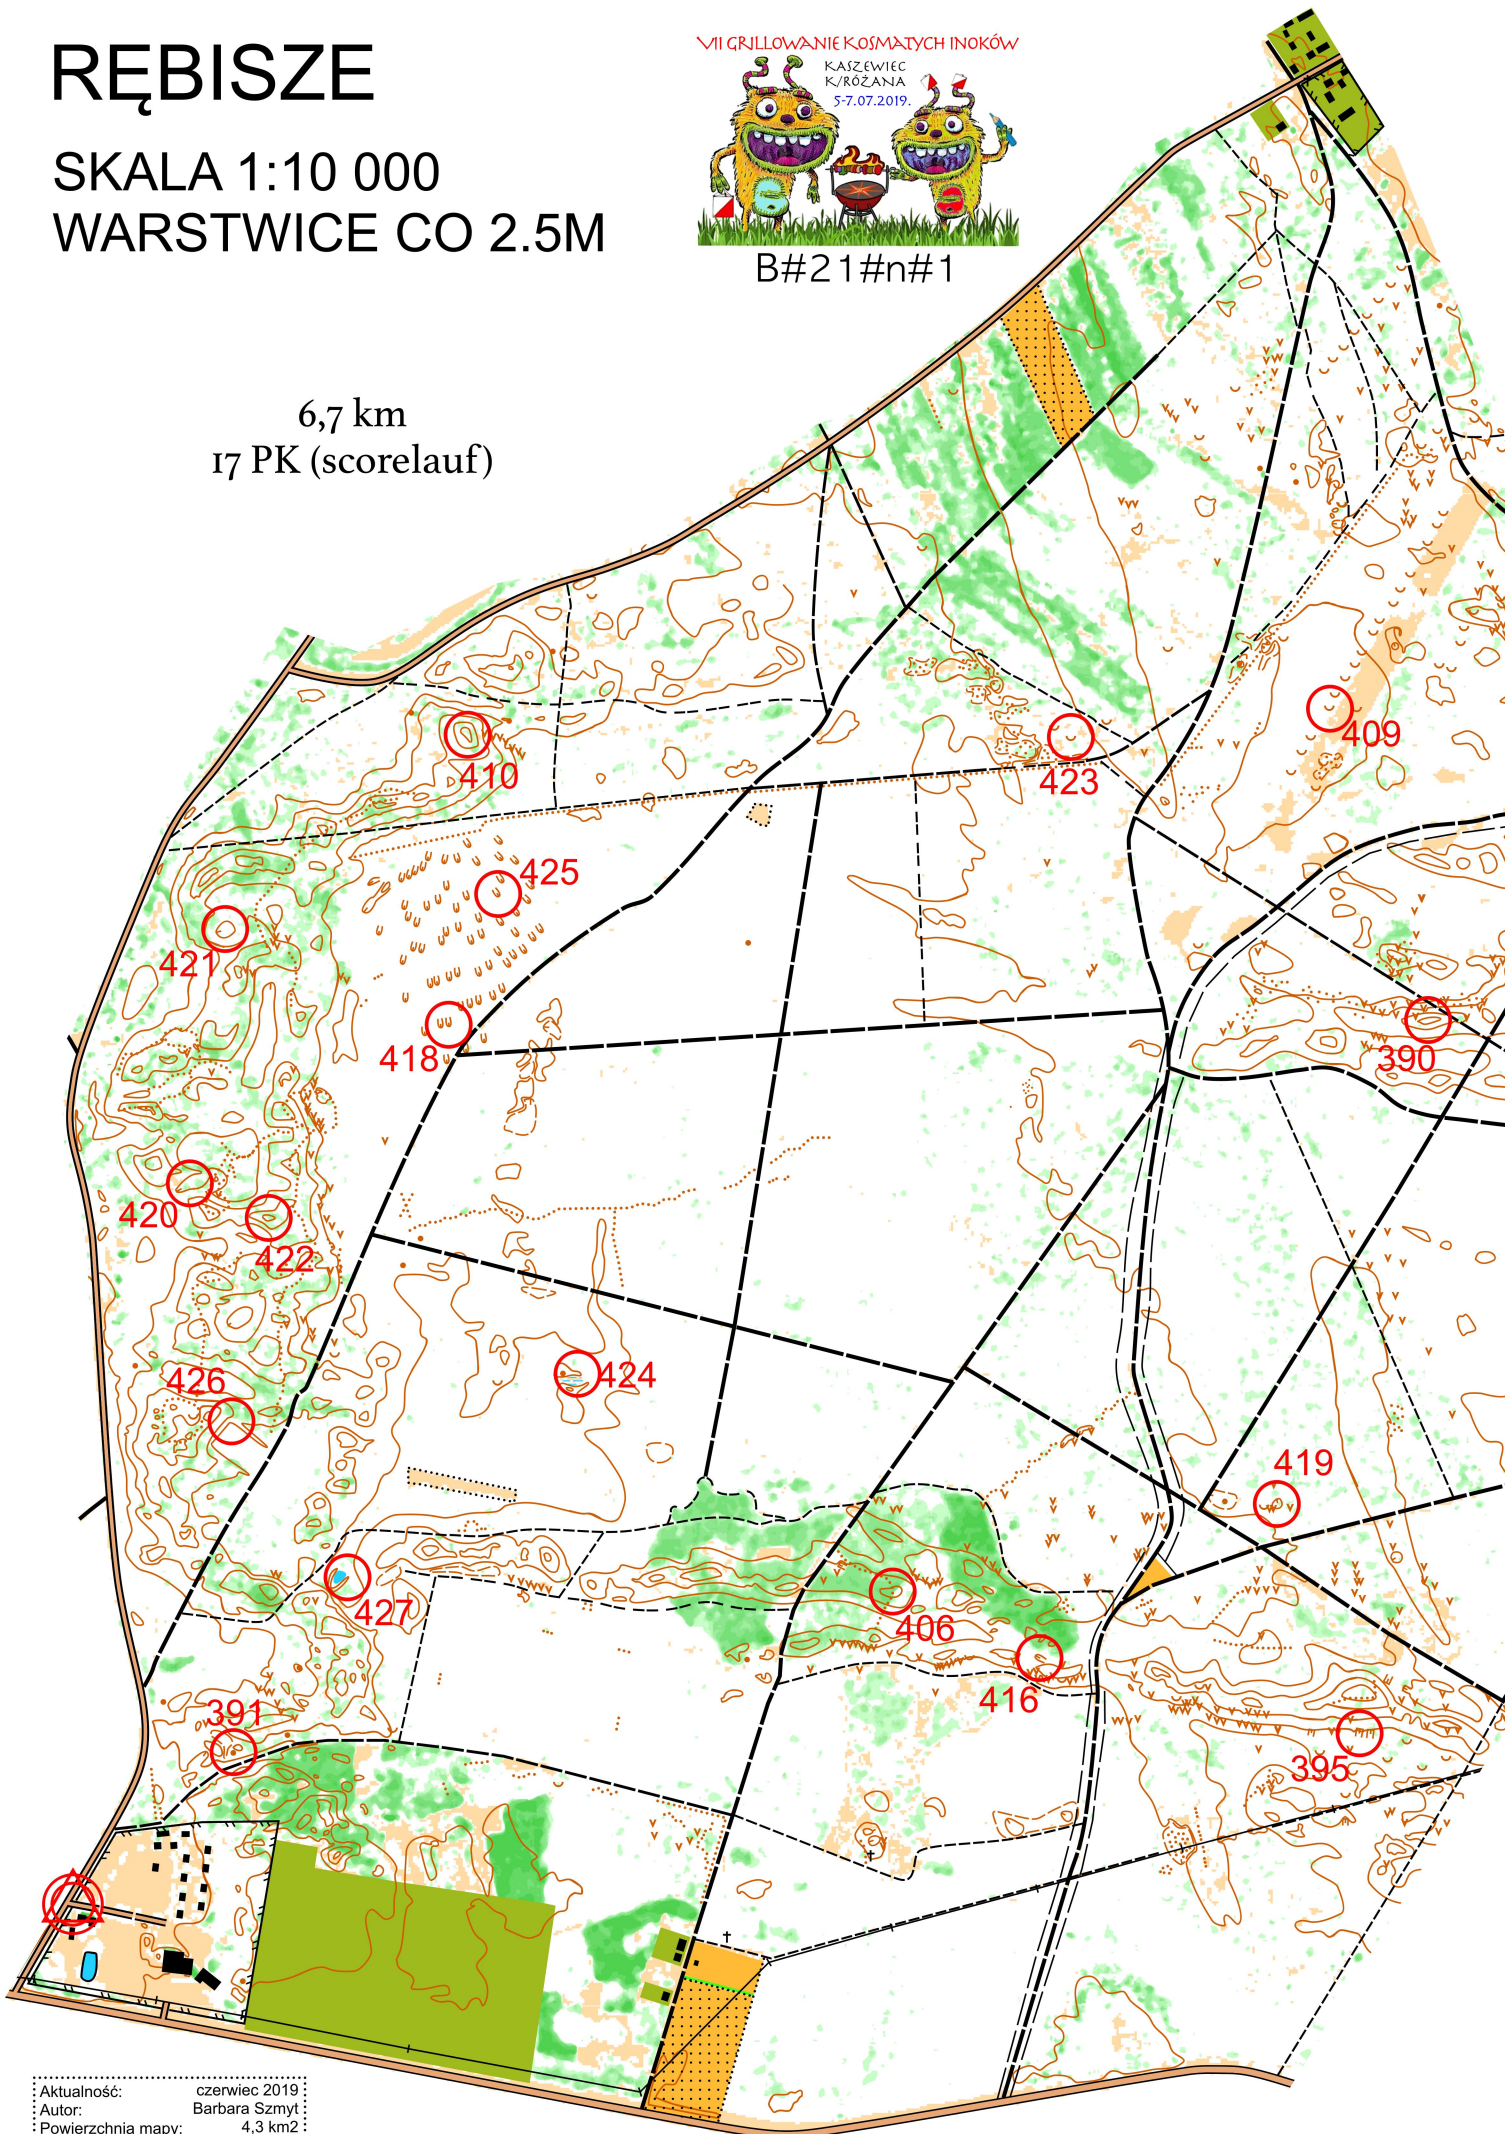 RĘBISZE
SKALA 1:10 000
WARSTWICE CO 2.5M
VII GRILLOWANIE KOSMATYCH INOKÓW
KASZEWIEC
K/RÓŻANA
5-7.07.2019.
B#21#n#1
6,7 km
17 PK (scorelauf)
410
409
423
425
421
418
390
420
422
426
424
419
427
406
416
391
395
Aktualność: czerwiec 2019
Autor: Barbara Szmyt
Powierzchnia mapy: 4,3 km2